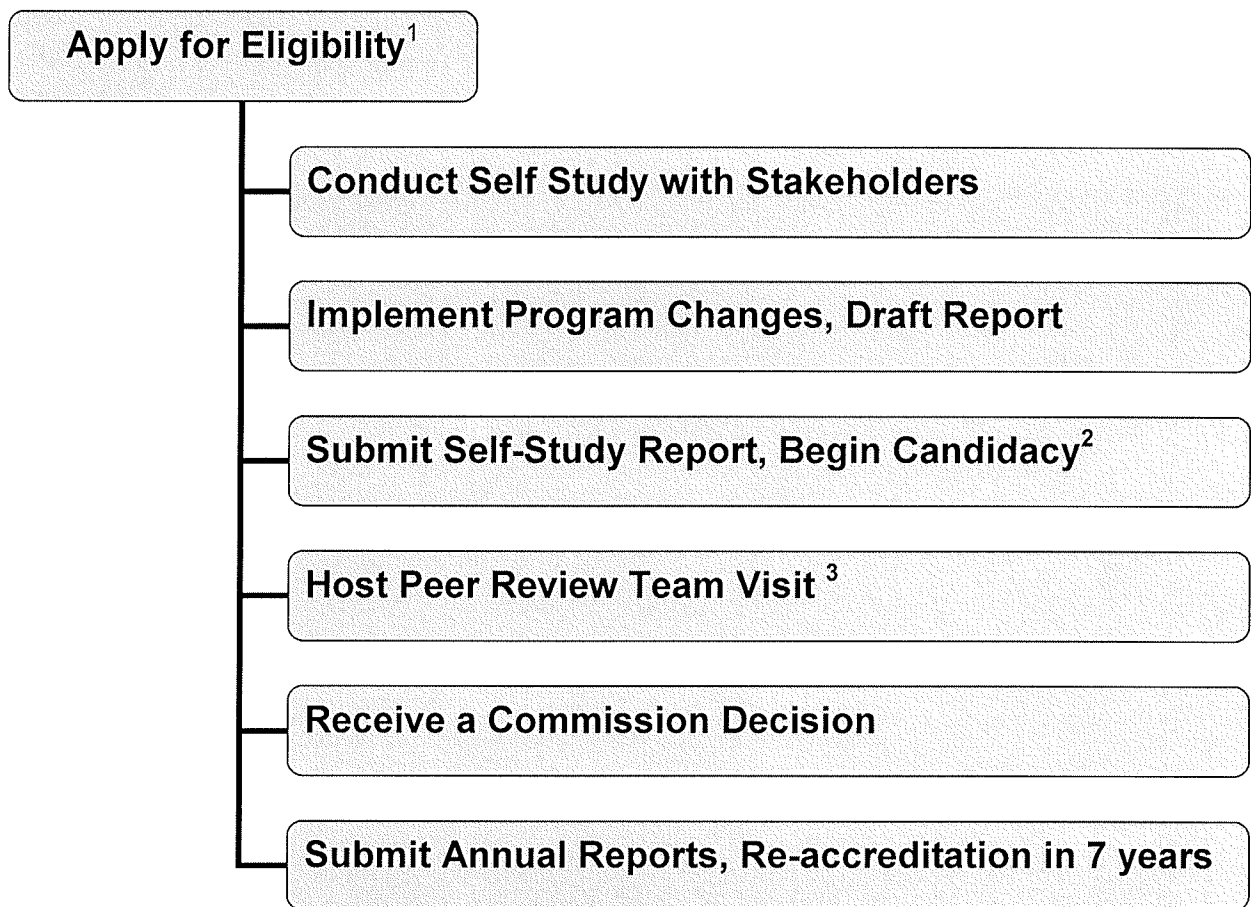 Apply for Eligibility¹
Conduct Self Study with Stakeholders
Implement Program Changes, Draft Report
Submit Self-Study Report, Begin Candidacy²
Host Peer Review Team Visit ³
Receive a Commission Decision
Submit Annual Reports, Re-accreditation in 7 years